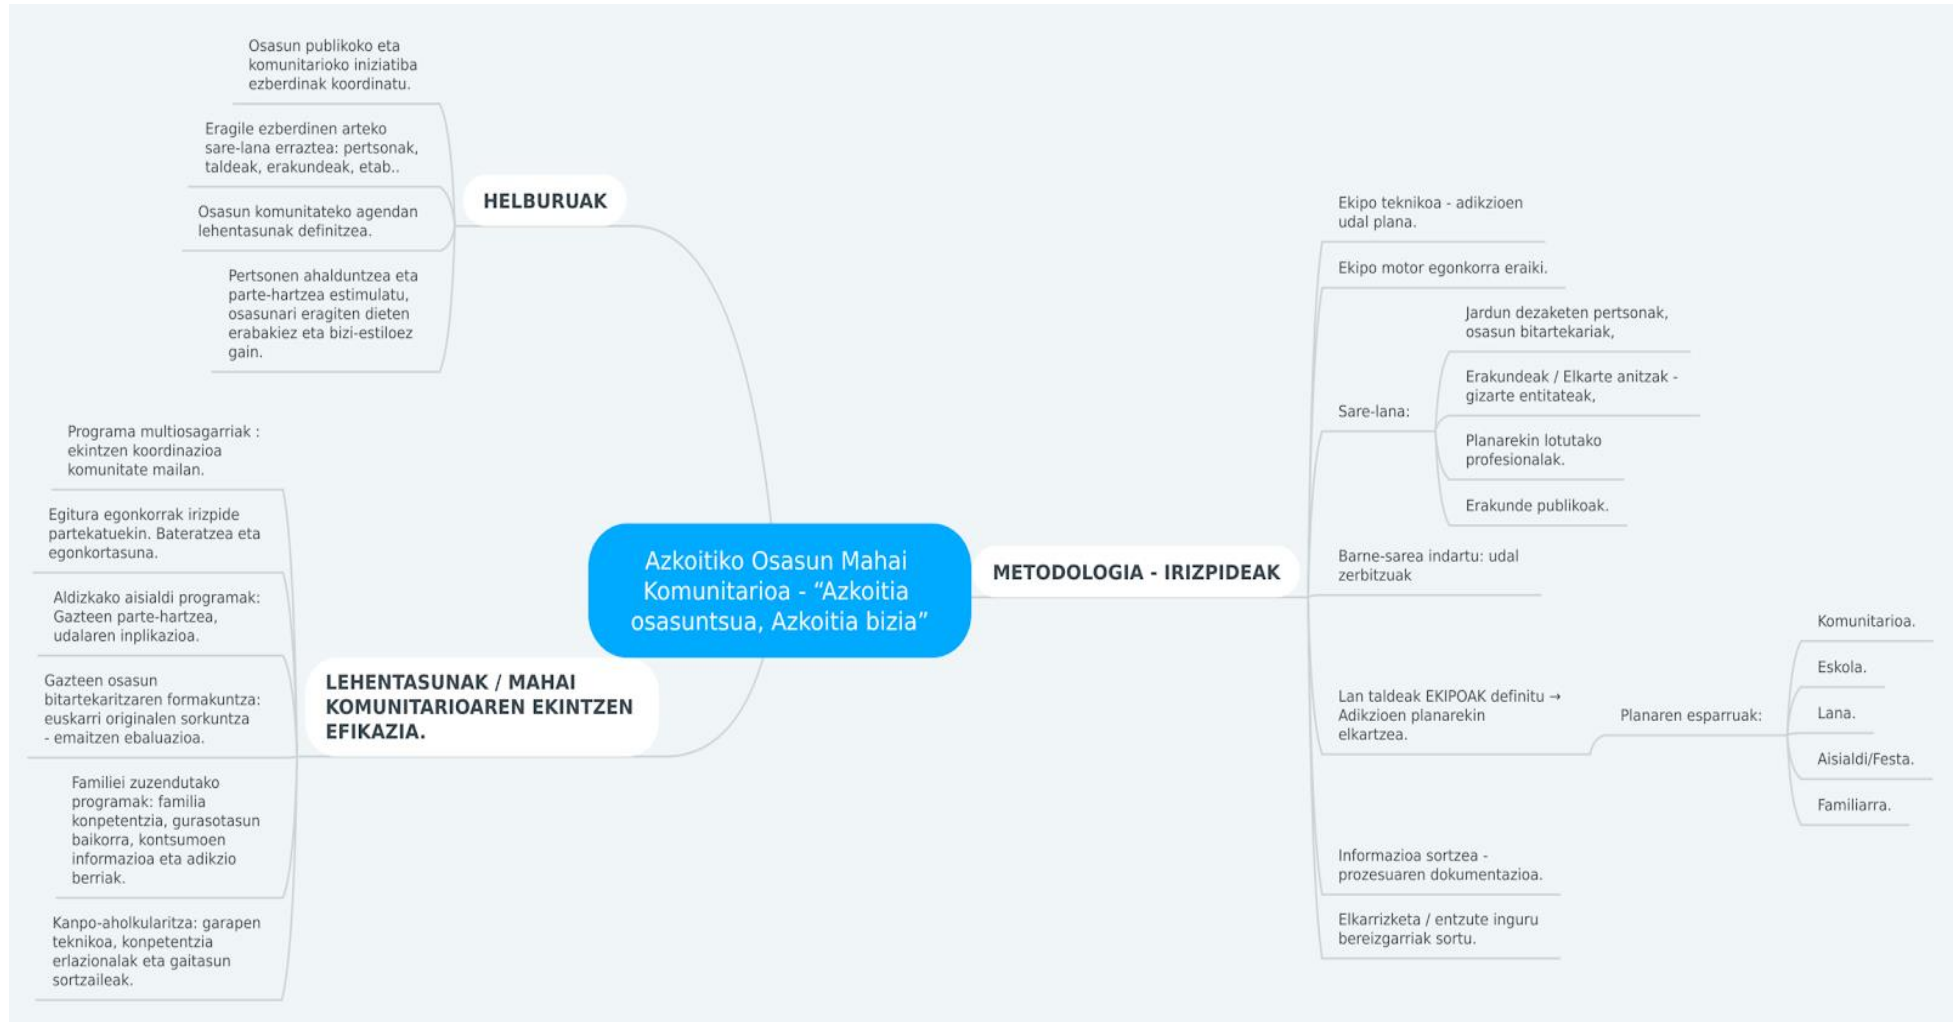 Osasun publikoko eta
komunitarioko iniziatiba
ezberdinak koordinatu.
Eragile ezberdinen arteko
sare-lana erraztea: pertsonak,
taldeak, erakundeak, etab..
Osasun komunitateko agendan
lehentasunak definitzea.
Pertsonen ahalduntzea eta
parte-hartzea estimulatu,
osasunari eragiten dieten
erabakiez eta bizi-estiloez
gain.
HELBURUAK
Programa multiosagarriak :
ekintzen koordinazioa
komunitate mailan.
Egitura egonkorrak irizpide
partekatuekin. Bateratzea eta
egonkortasuna.
Aldizkako aisialdi programak:
Gazteen parte-hartzea,
udalaren inplikazioa.
Gazteen osasun
bitartekaritzaren formakuntza:
euskarri originalen sorkuntza
- emaitzen ebaluazioa.
Familiei zuzendutako
programak: familia
konpetentzia, gurasotasun
baikorra, kontsumoen
informazioa eta adikzio
berriak.
Kanpo-aholkularitza: garapen
teknikoa, konpetentzia
erlazionalak eta gaitasun
sortzaileak.
LEHENTASUNAK / MAHAI
KOMUNITARIOAREN EKINTZEN
EFIKAZIA.
Azkoitiko Osasun Mahai
Komunitarioa - “Azkoitia
osasuntsua, Azkoitia bizia”
METODOLOGIA - IRIZPIDEAK
Ekipo teknikoa - adikzioen
udal plana.
Ekipo motor egonkorra eraiki.
Sare-lana:
Jardun dezaketen pertsonak,
osasun bitartekariak,
Erakundeak / Elkarte anitzak -
gizarte entitateak,
Planarekin lotutako
profesionalak.
Erakunde publikoak.
Barne-sarea indartu: udal
zerbitzuak
Lan taldeak EKIPOAK definitu →
Adikzioen planarekin
elkartzea.
Planaren esparruak:
Komunitarioa.
Eskola.
Lana.
Aisialdi/Festa.
Familiarra.
Informazioa sortzea -
prozesuaren dokumentazioa.
Elkarrizketa / entzute inguru
bereizgarriak sortu.